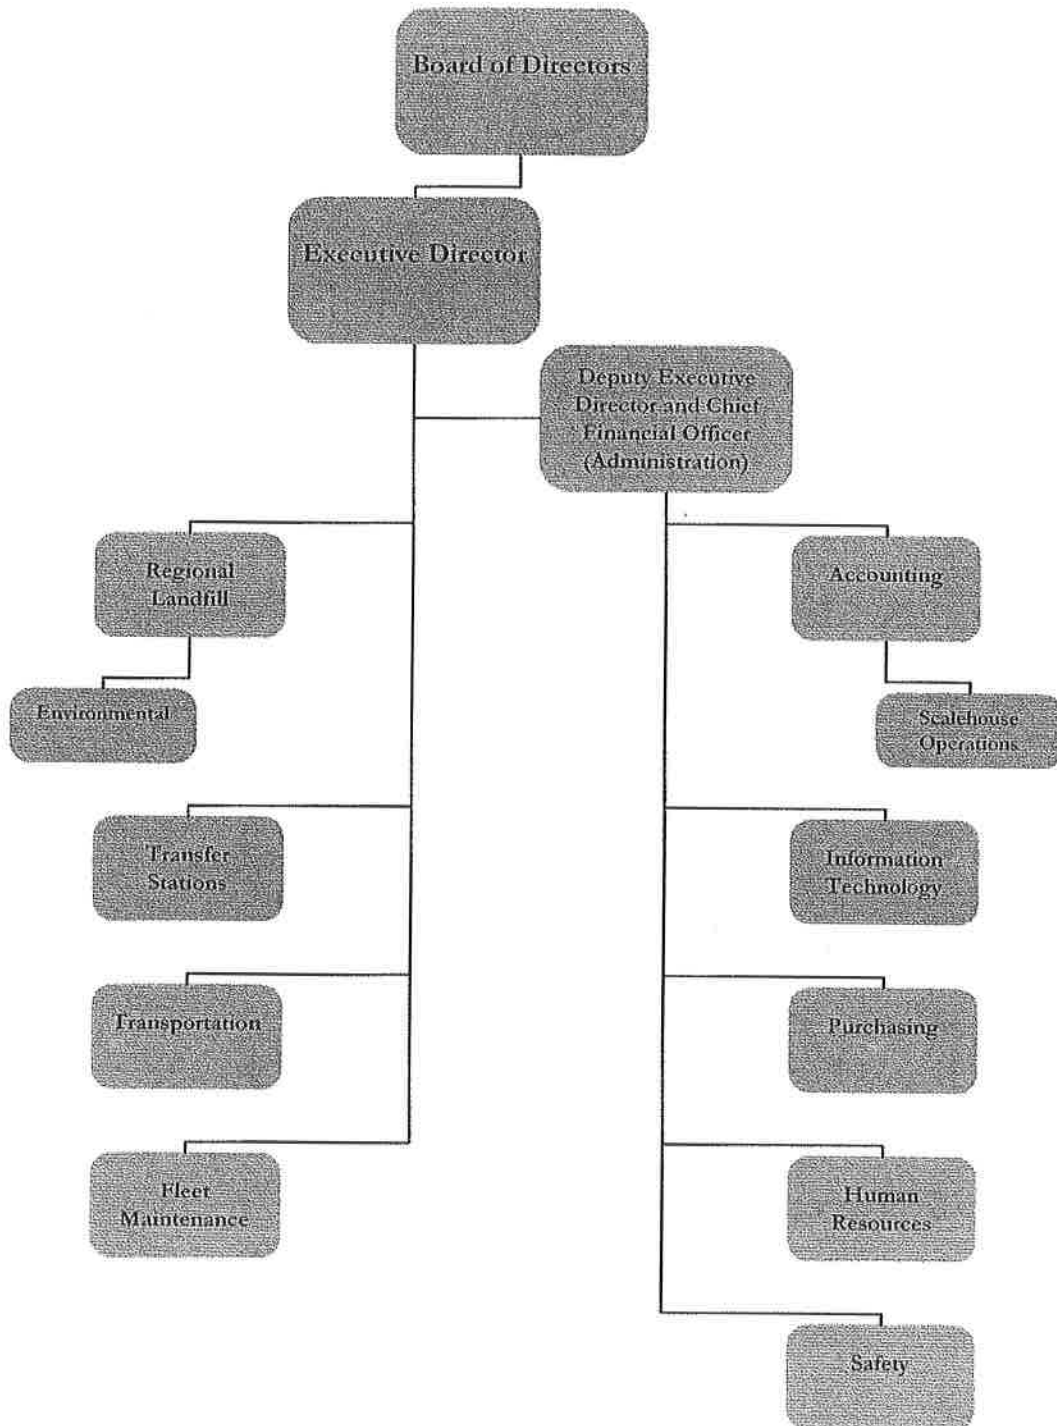 Board of Directors
Executive Director
Deputy Executive
Director and Chief
Financial Officer
(Administration)
Regional
Landfill
Accounting
Environmental
Scalehouse
Operations
Transfer
Stations
Information
Technology
Transportation
Purchasing
Fleet
Maintenance
Human
Resources
Safety